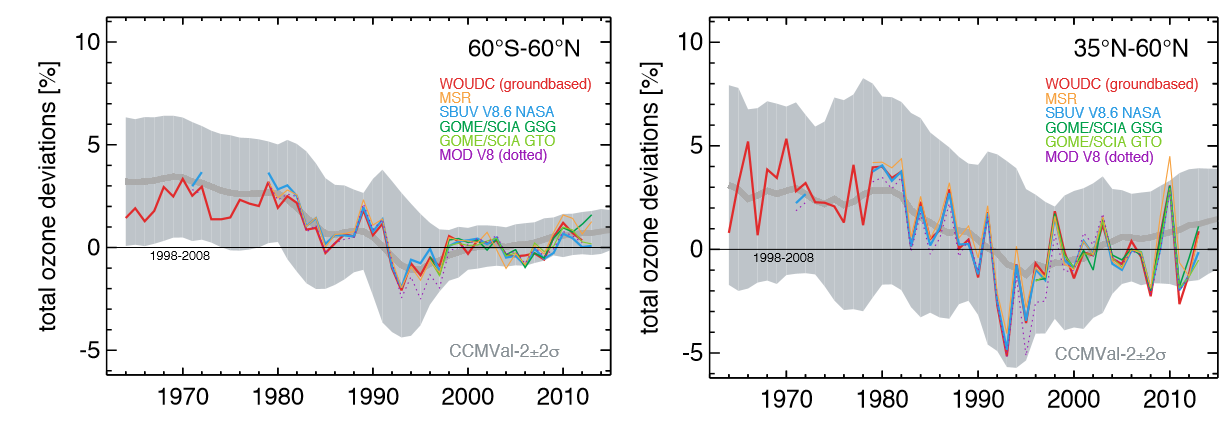 60°S-60°N
WOUDC (groundbased)
MSR
SBUV V8.6 NASA
GOME/SCIA GSG
GOME/SCIA GTO
MOD V8 (dotted)
total ozone deviations [%]
10
5
0
-5
1998-2008
CCMVal-2±2σ
1970
1980
1990
2000
2010
35°N-60°N
WOUDC (groundbased)
MSR
SBUV V8.6 NASA
GOME/SCIA GSG
GOME/SCIA GTO
MOD V8 (dotted)
total ozone deviations [%]
10
5
0
-5
1998-2008
CCMVal-2±2σ
1970
1980
1990
2000
2010